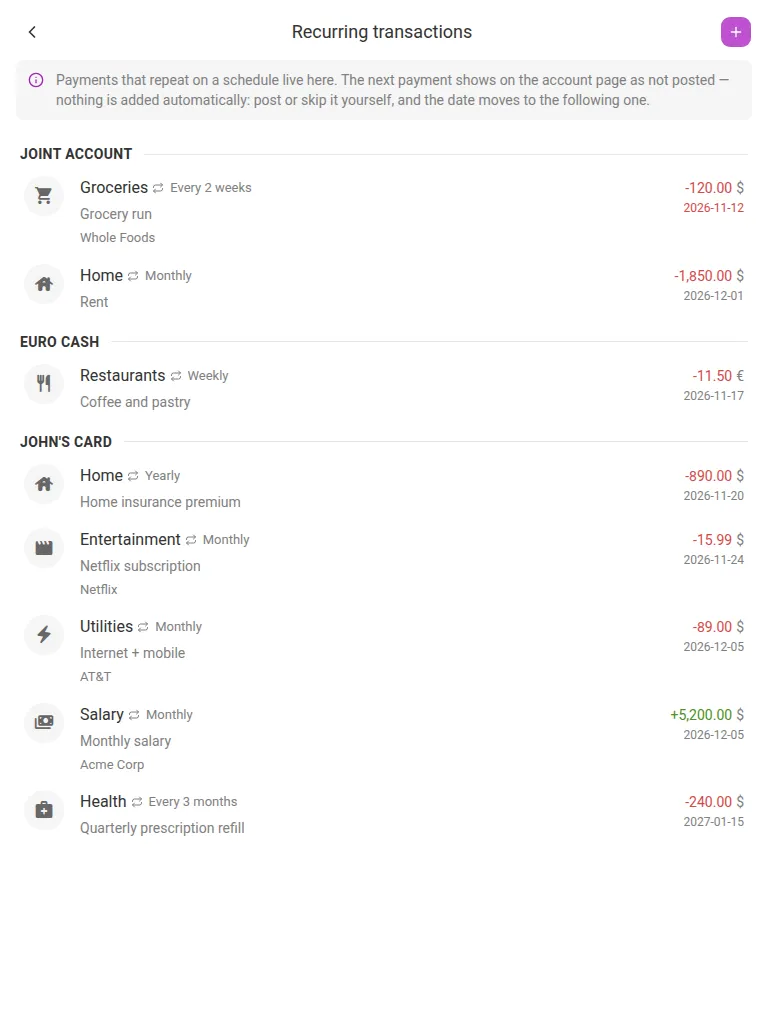 Recurring transactions
Payments that repeat on a schedule live here. The next payment shows on the account page as not posted —
nothing is added automatically: post or skip it yourself, and the date moves to the following one.
JOINT ACCOUNT
Groceries Every 2 weeks -120.00 $
Grocery run 2026-11-12
Whole Foods
Home Monthly -1,850.00 $
Rent 2026-12-01
EURO CASH
Restaurants Weekly -11.50 €
Coffee and pastry 2026-11-17
JOHN'S CARD
Home Yearly -890.00 $
Home insurance premium 2026-11-20
Entertainment Monthly -15.99 $
Netflix subscription 2026-11-24
Netflix
Utilities Monthly -89.00 $
Internet + mobile 2026-12-05
AT&T
Salary Monthly +5,200.00 $
Monthly salary 2026-12-05
Acme Corp
Health Every 3 months -240.00 $
Quarterly prescription refill 2027-01-15